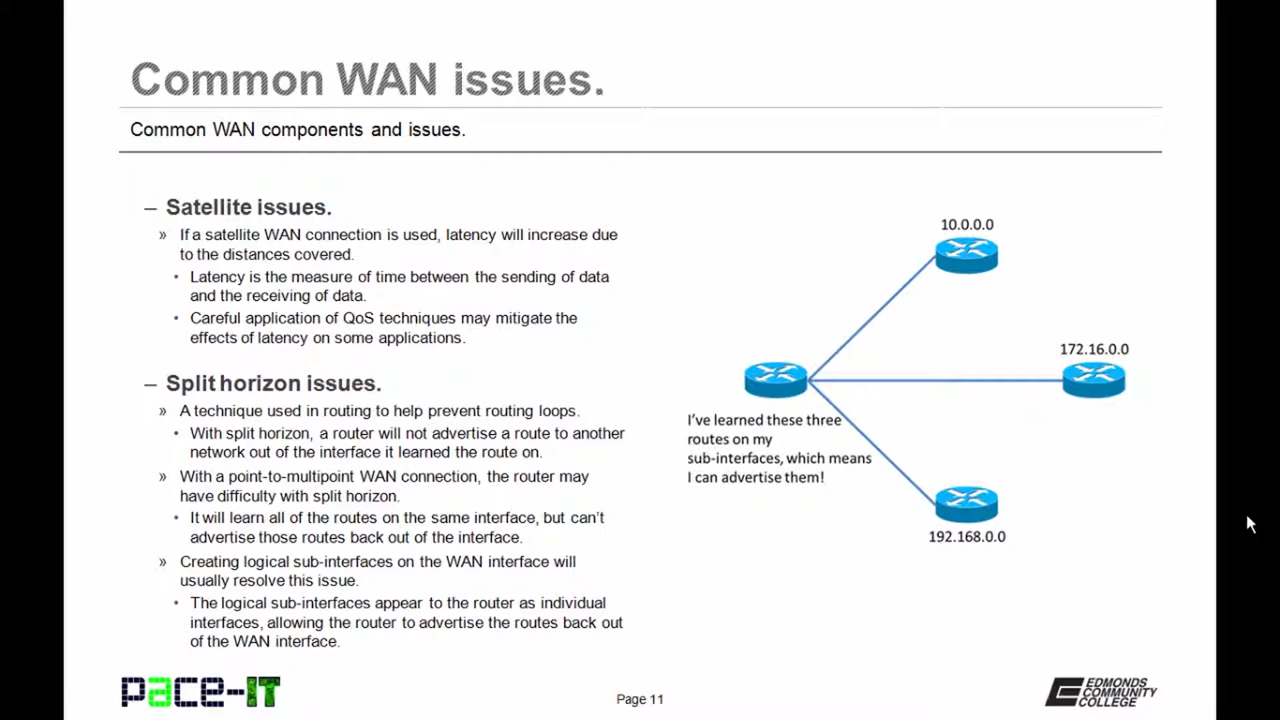 Common WAN issues.
Common WAN components and issues.
– Satellite issues.
» If a satellite WAN connection is used, latency will increase due
to the distances covered.
• Latency is the measure of time between the sending of data
and the receiving of data.
• Careful application of QoS techniques may mitigate the
effects of latency on some applications.
– Split horizon issues.
» A technique used in routing to help prevent routing loops.
• With split horizon, a router will not advertise a route to another
network out of the interface it learned the route on.
» With a point-to-multipoint WAN connection, the router may
have difficulty with split horizon.
• It will learn all of the routes on the same interface, but can't
advertise those routes back out of the interface.
» Creating logical sub-interfaces on the WAN interface will
usually resolve this issue.
• The logical sub-interfaces appear to the router as individual
interfaces, allowing the router to advertise the routes back out
of the WAN interface.
10.0.0.0
172.16.0.0
I've learned these three
routes on my
sub-interfaces, which means
I can advertise them!
192.168.0.0
pace-IT
Page 11
EDMONDS
COMMUNITY
COLLEGE